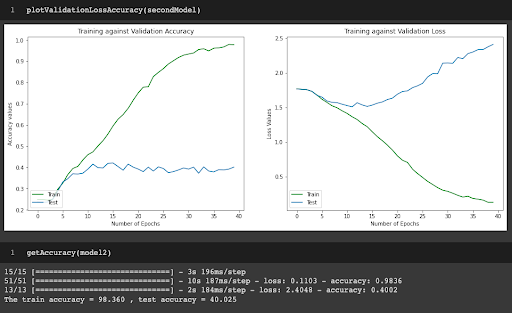 1 plotValidationLossAccuracy(secondModel)
Training against Validation Accuracy
Accuracy values
1.0
0.9
0.8
0.7
0.6
0.5
0.4
0.3
0.2
Train
Test
0 5 10 15 20 25 30 35 40
Number of Epochs
Training against Validation Loss
Loss Values
2.5
2.0
1.5
1.0
0.5
Train
Test
0 5 10 15 20 25 30 35 40
Number of Epochs
1 getAccuracy(model2)
15/15 [==============================] - 3s 196ms/step
51/51 [==============================] - 10s 187ms/step - loss: 0.1103 - accuracy: 0.9836
13/13 [==============================] - 2s 184ms/step - loss: 2.4048 - accuracy: 0.4002
The train accuracy = 98.360 , test accuracy = 40.025